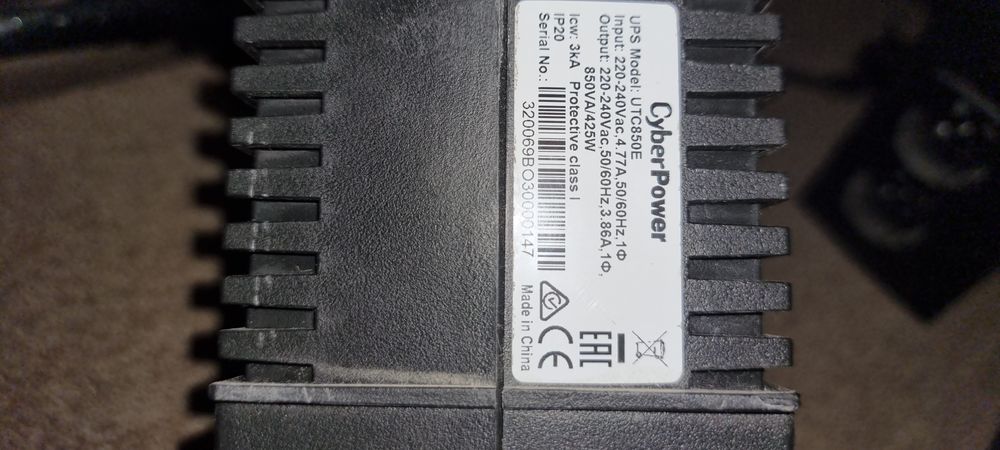 CyberPower
UPS Model: UTC850E
Input: 220-240Vac,4.77A,50/60Hz,1Φ
Output: 220-240Vac,50/60Hz,3.86A,1Φ,
850VA/425W
Icw: 3kA Protective class I
IP20
Serial No.:
320069BO30000147
EAC
CE
Made in China